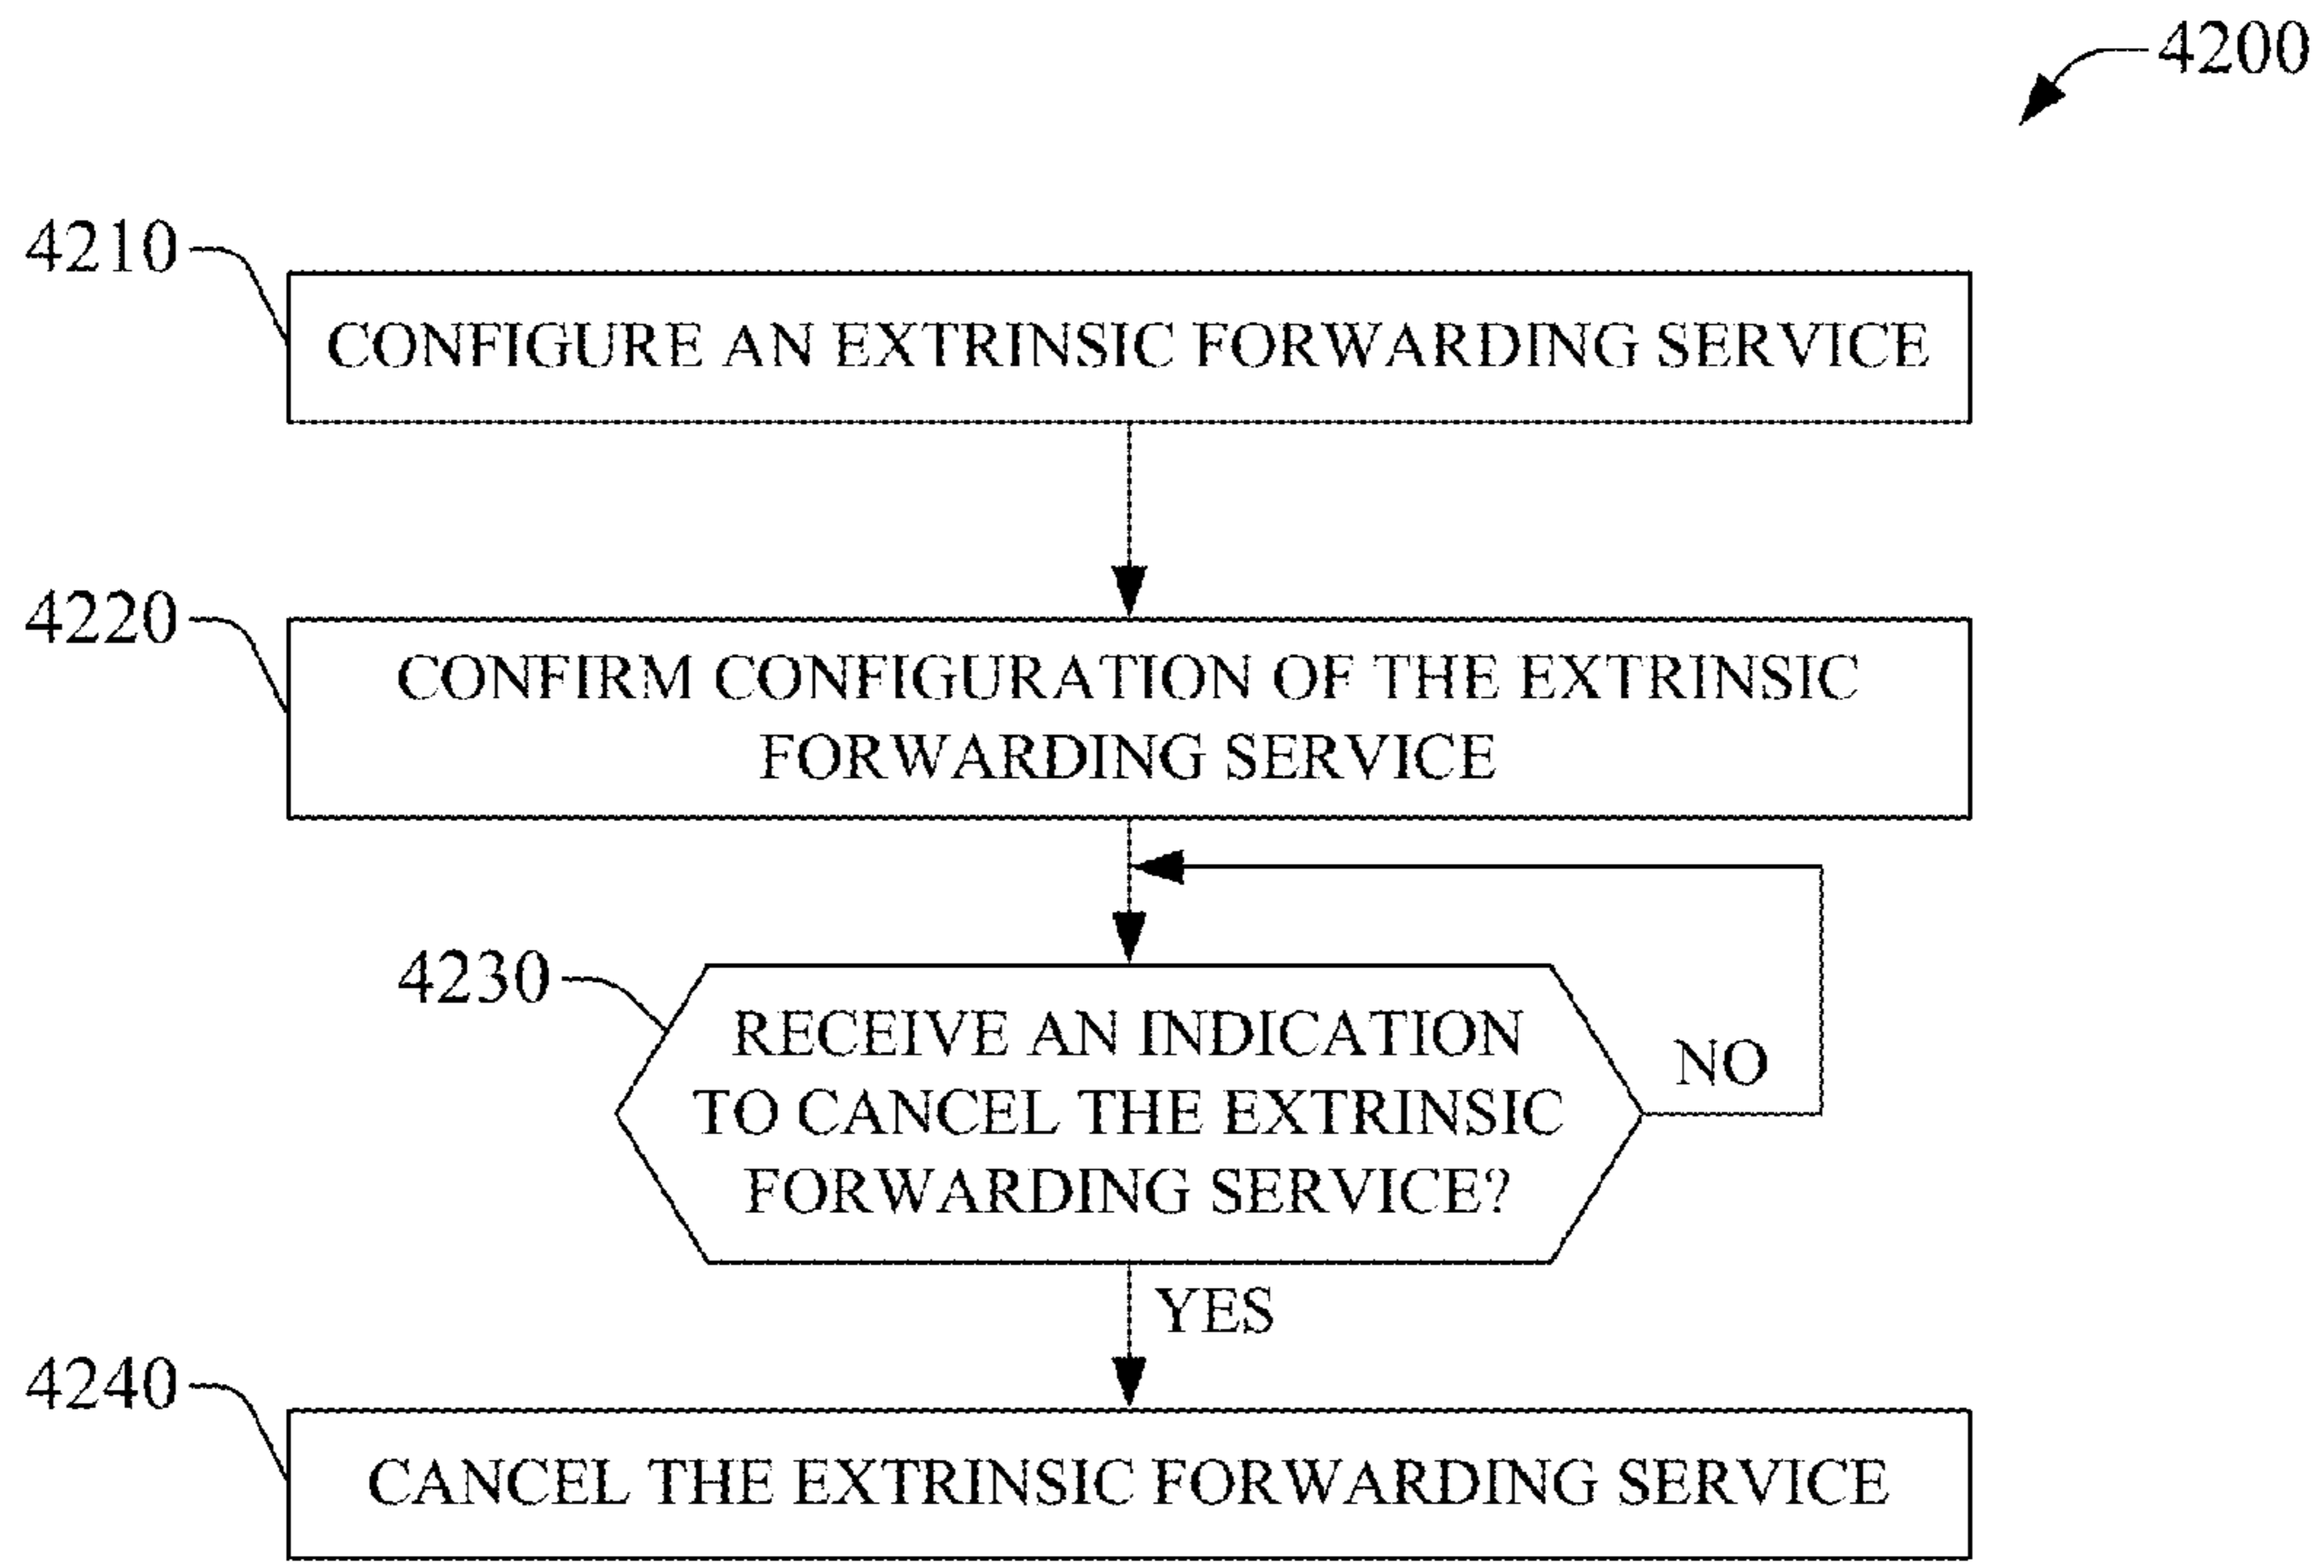 4200
4210
CONFIGURE AN EXTRINSIC FORWARDING SERVICE
4220
CONFIRM CONFIGURATION OF THE EXTRINSIC
FORWARDING SERVICE
4230
RECEIVE AN INDICATION
TO CANCEL THE EXTRINSIC
FORWARDING SERVICE?
NO
YES
4240
CANCEL THE EXTRINSIC FORWARDING SERVICE